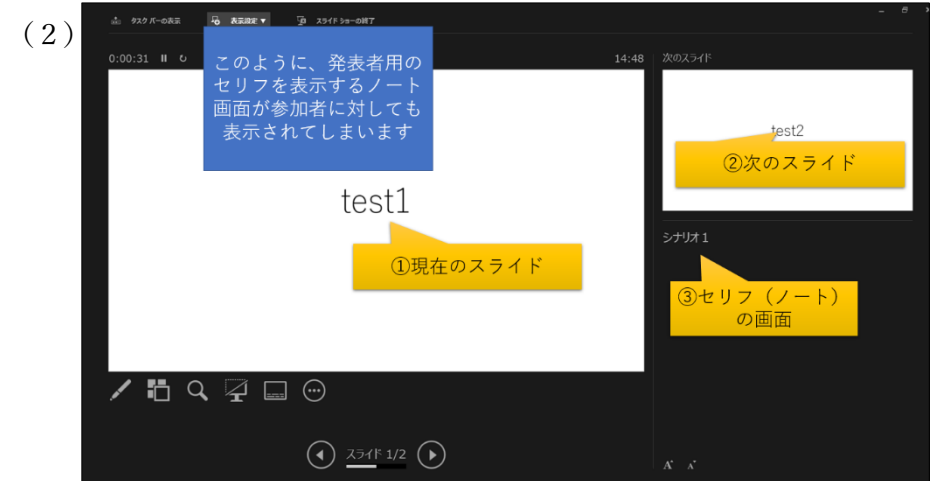 (2)
タスク バーの表示 表示設定 ▼ スライド ショーの終了
0:00:31
14:48
次のスライド
このように、発表者用の
セリフを表示するノート
画面が参加者に対しても
表示されてしまいます
test1
①現在のスライド
test2
②次のスライド
シナリオ 1
③セリフ（ノート）
の画面
スライド 1/2
A A